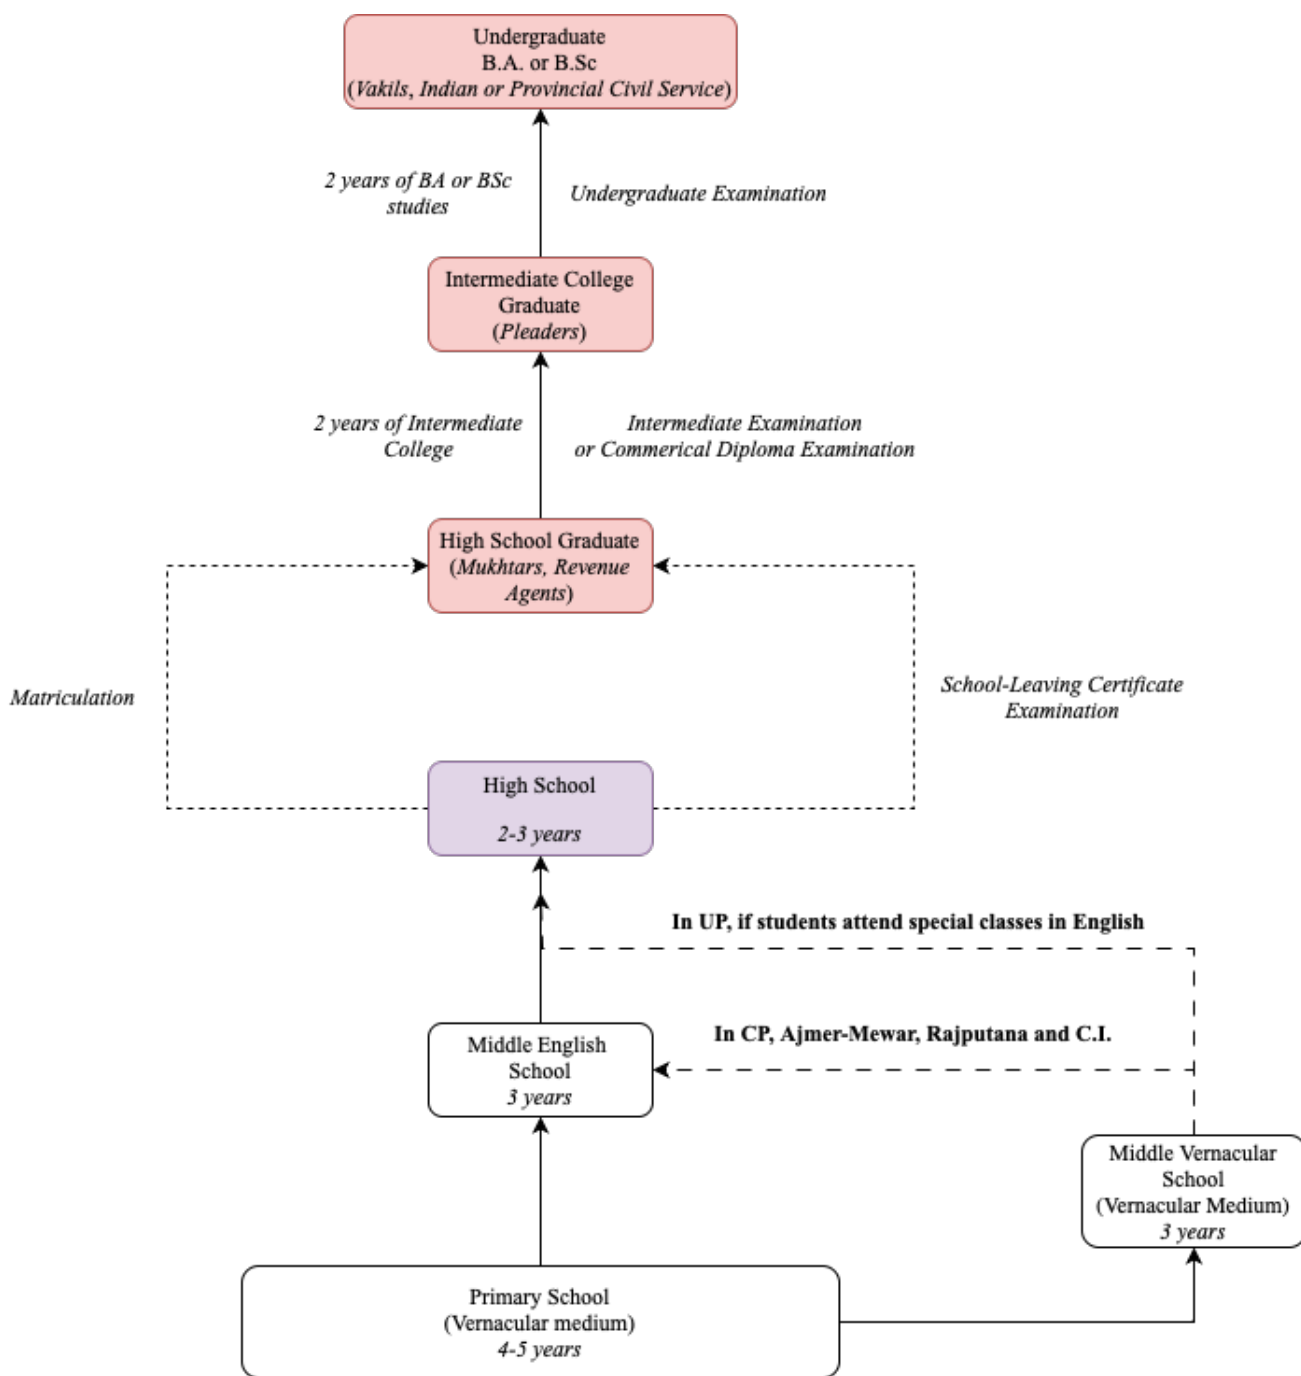 Undergraduate
B.A. or B.Sc
(Vakils, Indian or Provincial Civil Service)
2 years of BA or BSc
studies
Undergraduate Examination
Intermediate College
Graduate
(Pleaders)
2 years of Intermediate
College
Intermediate Examination
or Commerical Diploma Examination
High School Graduate
(Mukhtars, Revenue
Agents)
Matriculation
School-Leaving Certificate
Examination
High School
2-3 years
In UP, if students attend special classes in English
In CP, Ajmer-Mewar, Rajputana and C.I.
Middle English
School
3 years
Middle Vernacular
School
(Vernacular Medium)
3 years
Primary School
(Vernacular medium)
4-5 years